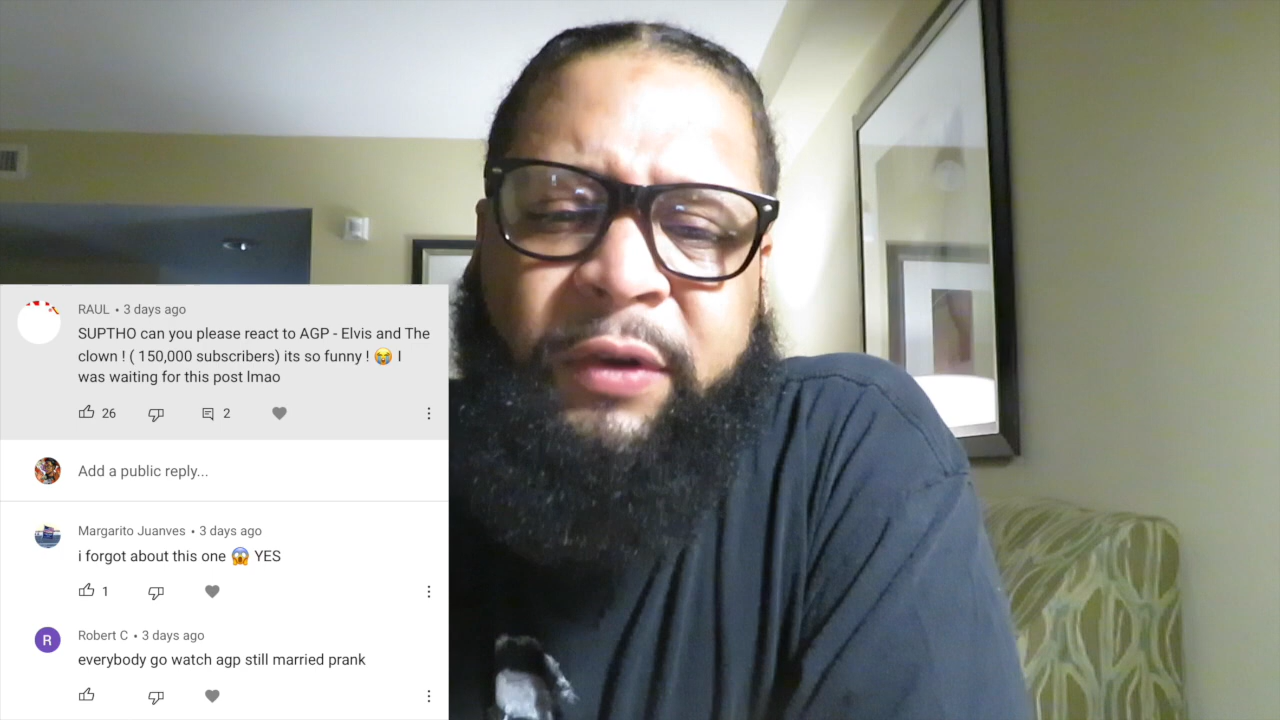 RAUL • 3 days ago
SUPTHO can you please react to AGP - Elvis and The
clown ! ( 150,000 subscribers) its so funny ! 😭 I
was waiting for this post lmao
26
2
Add a public reply...
Margarito Juanves • 3 days ago
i forgot about this one 😱 YES
1
R
Robert C • 3 days ago
everybody go watch agp still married prank